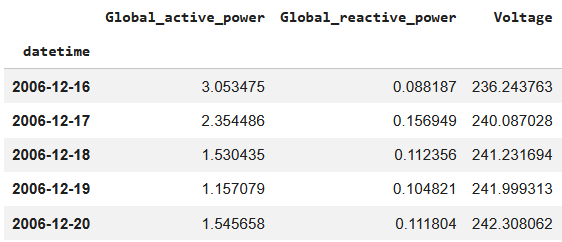 Global_active_power Global_reactive_power Voltage
datetime
2006-12-16 3.053475 0.088187 236.243763
2006-12-17 2.354486 0.156949 240.087028
2006-12-18 1.530435 0.112356 241.231694
2006-12-19 1.157079 0.104821 241.999313
2006-12-20 1.545658 0.111804 242.308062